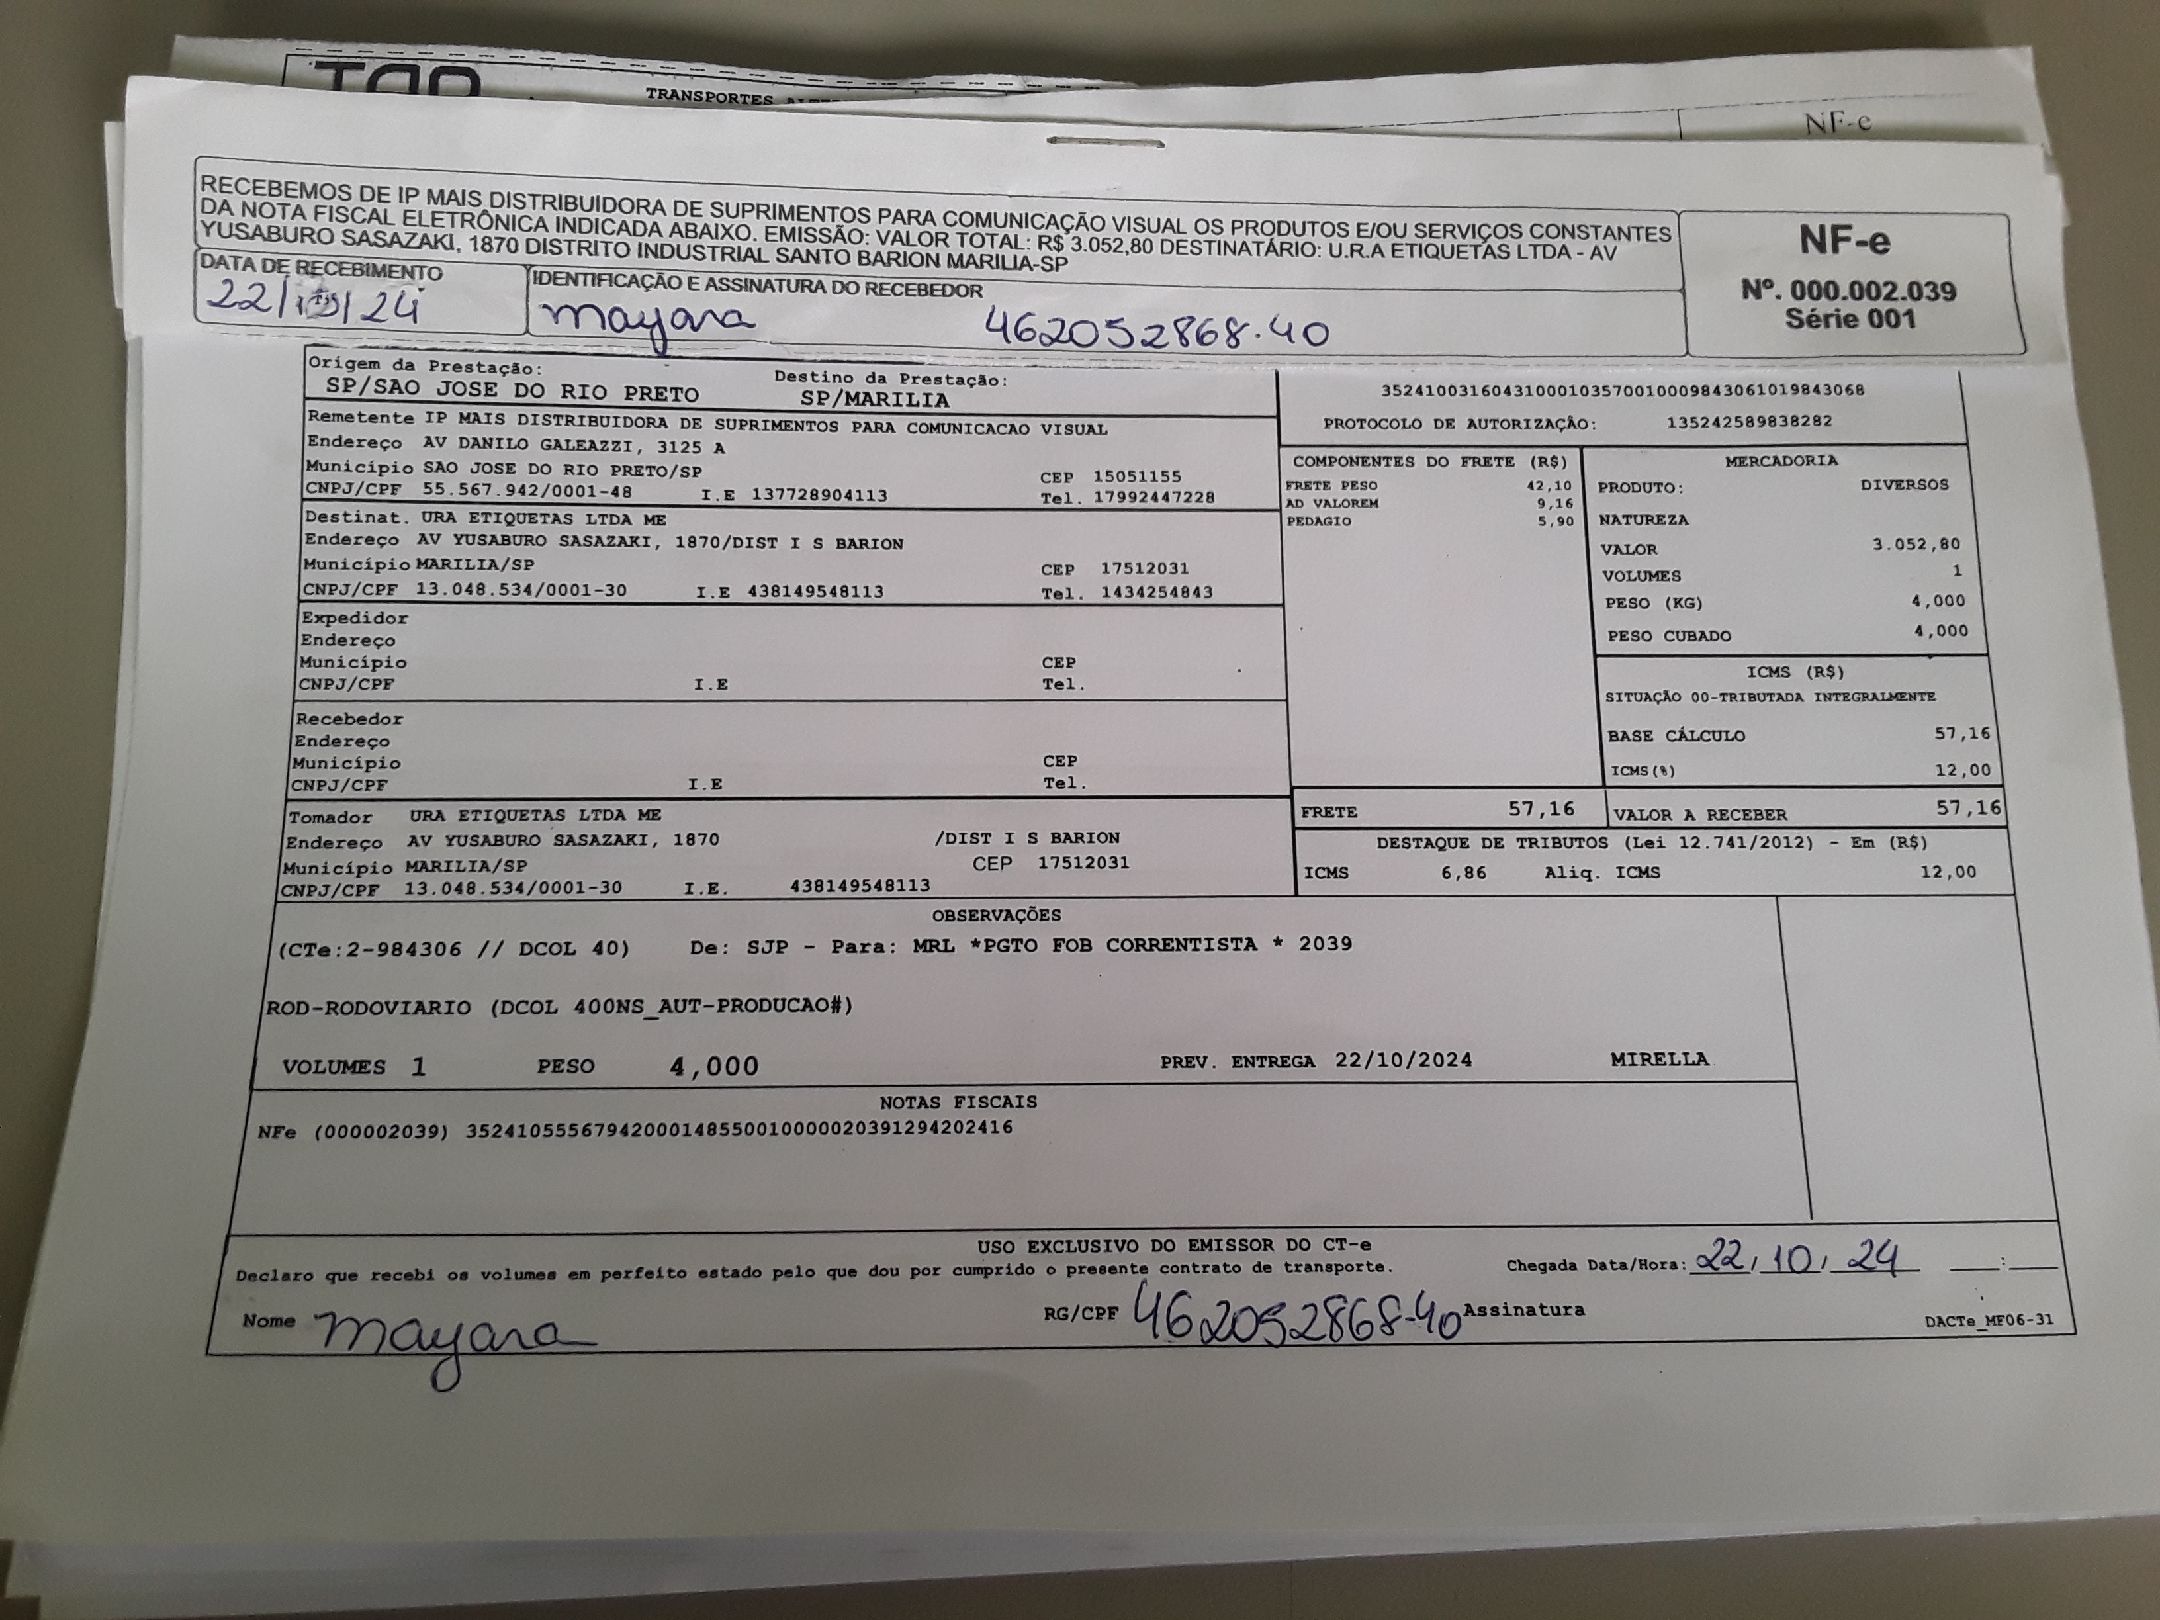 TRANSPORTES
NF-e
RECEBEMOS DE IP MAIS DISTRIBUIDORA DE SUPRIMENTOS PARA COMUNICAÇÃO VISUAL OS PRODUTOS E/OU SERVIÇOS CONSTANTES
DA NOTA FISCAL ELETRÔNICA INDICADA ABAIXO. EMISSÃO: VALOR TOTAL: R$ 3.052,80 DESTINATÁRIO: U.R.A ETIQUETAS LTDA - AV
YUSABURO SASAZAKI, 1870 DISTRITO INDUSTRIAL SANTO BARION MARILIA-SP
NF-e
Nº. 000.002.039
Série 001
DATA DE RECEBIMENTO
22/10/24
IDENTIFICAÇÃO E ASSINATURA DO RECEBEDOR
mayara 462052868.40
Origem da Prestação: Destino da Prestação:
SP/SAO JOSE DO RIO PRETO SP/MARILIA
Remetente IP MAIS DISTRIBUIDORA DE SUPRIMENTOS PARA COMUNICACAO VISUAL
Endereço AV DANILO GALEAZZI, 3125 A
Município SAO JOSE DO RIO PRETO/SP CEP 15051155
CNPJ/CPF 55.567.942/0001-48 I.E 137728904113 Tel. 17992447228
Destinat. URA ETIQUETAS LTDA ME
Endereço AV YUSABURO SASAZAKI, 1870/DIST I S BARION
Município MARILIA/SP CEP 17512031
CNPJ/CPF 13.048.534/0001-30 I.E 438149548113 Tel. 1434254843
Expedidor
Endereço
Município CEP
CNPJ/CPF I.E Tel.
Recebedor
Endereço
Município CEP
CNPJ/CPF I.E Tel.
Tomador URA ETIQUETAS LTDA ME
Endereço AV YUSABURO SASAZAKI, 1870 /DIST I S BARION
Município MARILIA/SP CEP 17512031
CNPJ/CPF 13.048.534/0001-30 I.E. 438149548113
35241003160431000103570010009843061019843068
PROTOCOLO DE AUTORIZAÇÃO: 135242589838282
COMPONENTES DO FRETE (R$)
FRETE PESO 42,10
AD VALOREM 9,16
PEDAGIO 5,90
MERCADORIA
PRODUTO: DIVERSOS
NATUREZA
VALOR 3.052,80
VOLUMES 1
PESO (KG) 4,000
PESO CUBADO 4,000
ICMS (R$)
SITUAÇÃO 00-TRIBUTADA INTEGRALMENTE
BASE CÁLCULO 57,16
ICMS(%) 12,00
FRETE 57,16 VALOR A RECEBER 57,16
DESTAQUE DE TRIBUTOS (Lei 12.741/2012) - Em (R$)
ICMS 6,86 Aliq. ICMS 12,00
OBSERVAÇÕES
(CTe:2-984306 // DCOL 40) De: SJP - Para: MRL *PGTO FOB CORRENTISTA * 2039
ROD-RODOVIARIO (DCOL 400NS_AUT-PRODUCAO#)
VOLUMES 1 PESO 4,000 PREV. ENTREGA 22/10/2024 MIRELLA
NOTAS FISCAIS
NFe (000002039) 35241055567942000148550010000020391294202416
USO EXCLUSIVO DO EMISSOR DO CT-e
Declaro que recebi os volumes em perfeito estado pelo que dou por cumprido o presente contrato de transporte. Chegada Data/Hora: 22/10/24 :
Nome mayara RG/CPF 462052868-40 Assinatura
DACTe_MF06-31